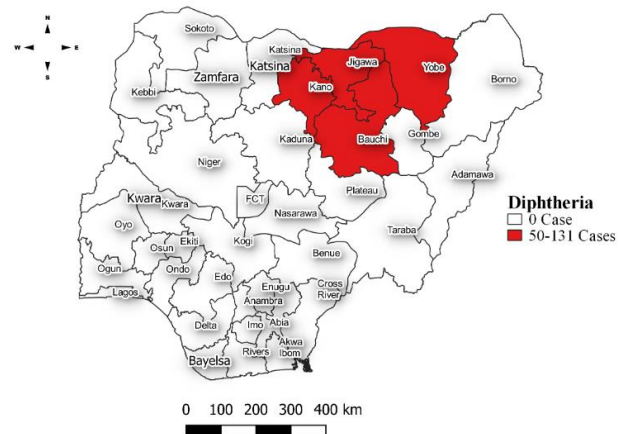 N
W E
S
Sokoto
Katsina
Katsina
Jigawa
Yobe
Borno
Zamfara
Kebbi
Kano
Kaduna
Bauchi
Gombe
Niger
Adamawa
Plateau
FCT
Nasarawa
Kwara
Kwara
Taraba
Oyo
Osun
Ekiti
Kogi
Benue
Ogun
Ondo
Edo
Lagos
Enugu
Cross
River
Anambra
Delta
Imo
Abia
Akwa
Ibom
Rivers
Bayelsa
Diphtheria
0 Case
50-131 Cases
0 100 200 300 400 km